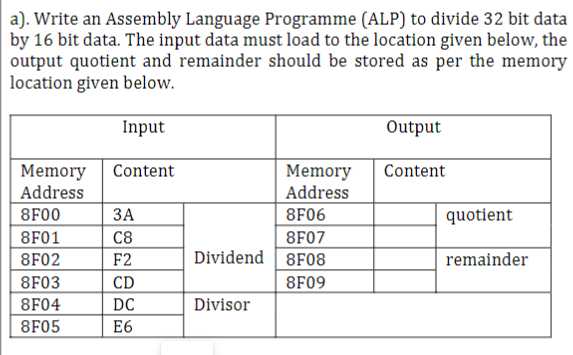 a). Write an Assembly Language Programme (ALP) to divide 32 bit data
by 16 bit data. The input data must load to the location given below, the
output quotient and remainder should be stored as per the memory
location given below.
Input Output
Memory Address Content Memory Address Content
8F00 3A 8F06 quotient
8F01 C8 8F07
8F02 F2 Dividend 8F08 remainder
8F03 CD 8F09
8F04 DC Divisor
8F05 E6